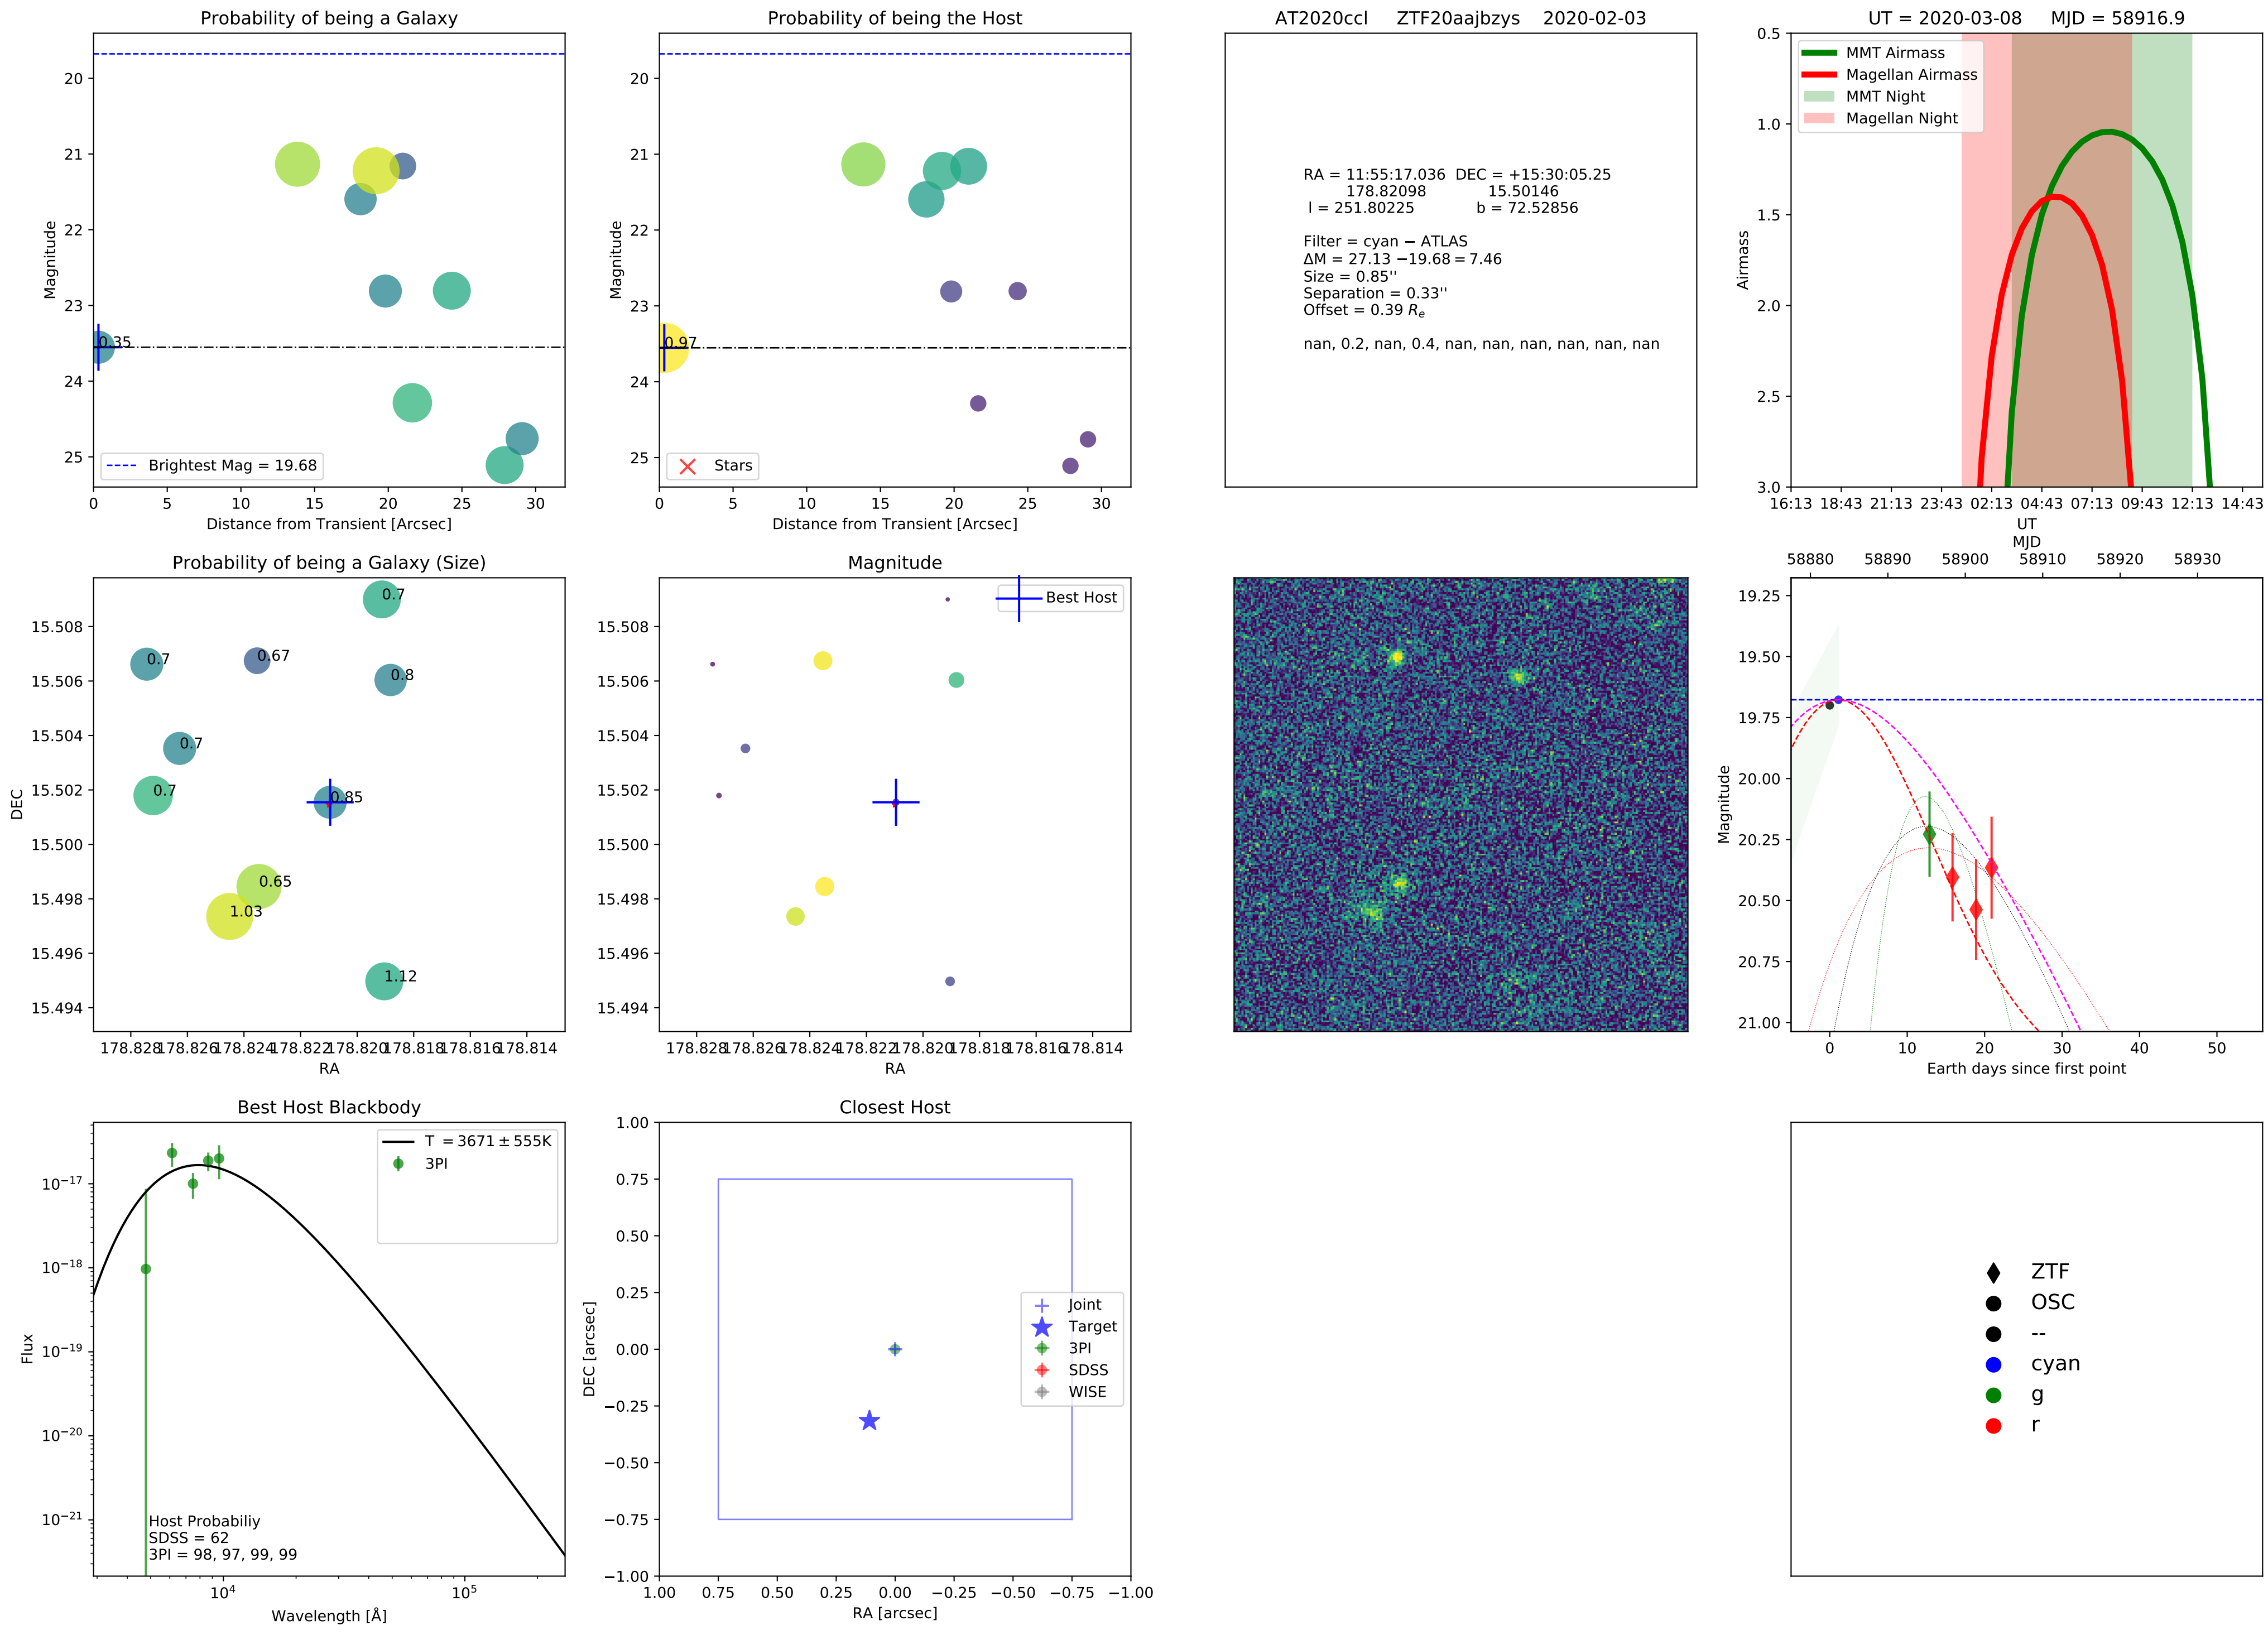 Probability of being a Galaxy
20
21
22
23
24
25
Magnitude
0.35
Brightest Mag = 19.68
0 5 10 15 20 25 30
Distance from Transient [Arcsec]
Probability of being the Host
20
21
22
23
24
25
Magnitude
0.97
Stars
0 5 10 15 20 25 30
Distance from Transient [Arcsec]
AT2020ccl ZTF20aajbzys 2020-02-03
RA = 11:55:17.036 DEC = +15:30:05.25
178.82098 15.50146
l = 251.80225 b = 72.52856
Filter = cyan − ATLAS
ΔM = 27.13 −19.68 = 7.46
Size = 0.85''
Separation = 0.33''
Offset = 0.39 Re
nan, 0.2, nan, 0.4, nan, nan, nan, nan, nan, nan
UT = 2020-03-08 MJD = 58916.9
MMT Airmass
Magellan Airmass
MMT Night
Magellan Night
0.5
1.0
1.5
2.0
2.5
3.0
Airmass
16:13 18:43 21:13 23:43 02:13 04:43 07:13 09:43 12:13 14:43
UT
Probability of being a Galaxy (Size)
15.508
15.506
15.504
15.502
15.500
15.498
15.496
15.494
DEC
0.7
0.7
0.67
0.8
0.7
0.7
0.85
0.65
1.03
1.12
178.828 178.826 178.824 178.822 178.820 178.818 178.816 178.814
RA
Magnitude
Best Host
15.508
15.506
15.504
15.502
15.500
15.498
15.496
15.494
178.828 178.826 178.824 178.822 178.820 178.818 178.816 178.814
RA
MJD
58880 58890 58900 58910 58920 58930
19.25
19.50
19.75
20.00
20.25
20.50
20.75
21.00
Magnitude
0 10 20 30 40 50
Earth days since first point
Best Host Blackbody
T = 3671 ± 555K
3PI
10−17
10−18
10−19
10−20
10−21
Flux
Host Probabiliy
SDSS = 62
3PI = 98, 97, 99, 99
10^4 10^5
Wavelength [Å]
Closest Host
1.00
0.75
0.50
0.25
0.00
−0.25
−0.50
−0.75
−1.00
DEC [arcsec]
Joint
Target
3PI
SDSS
WISE
1.00 0.75 0.50 0.25 0.00 −0.25 −0.50 −0.75 −1.00
RA [arcsec]
ZTF
OSC
--
cyan
g
r